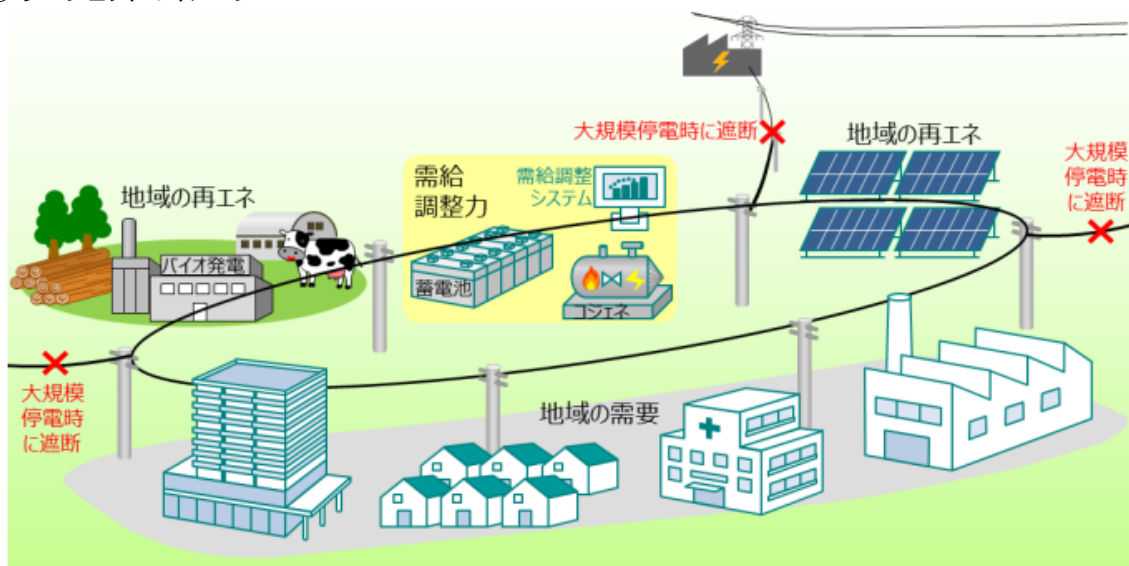 大規模停電時に遮断
地域の再エネ
大規模
停電時
に遮断
地域の再エネ
需給
調整力
需給調整
システム
バイオ発電
蓄電池
コジェネ
大規模
停電時
に遮断
地域の需要